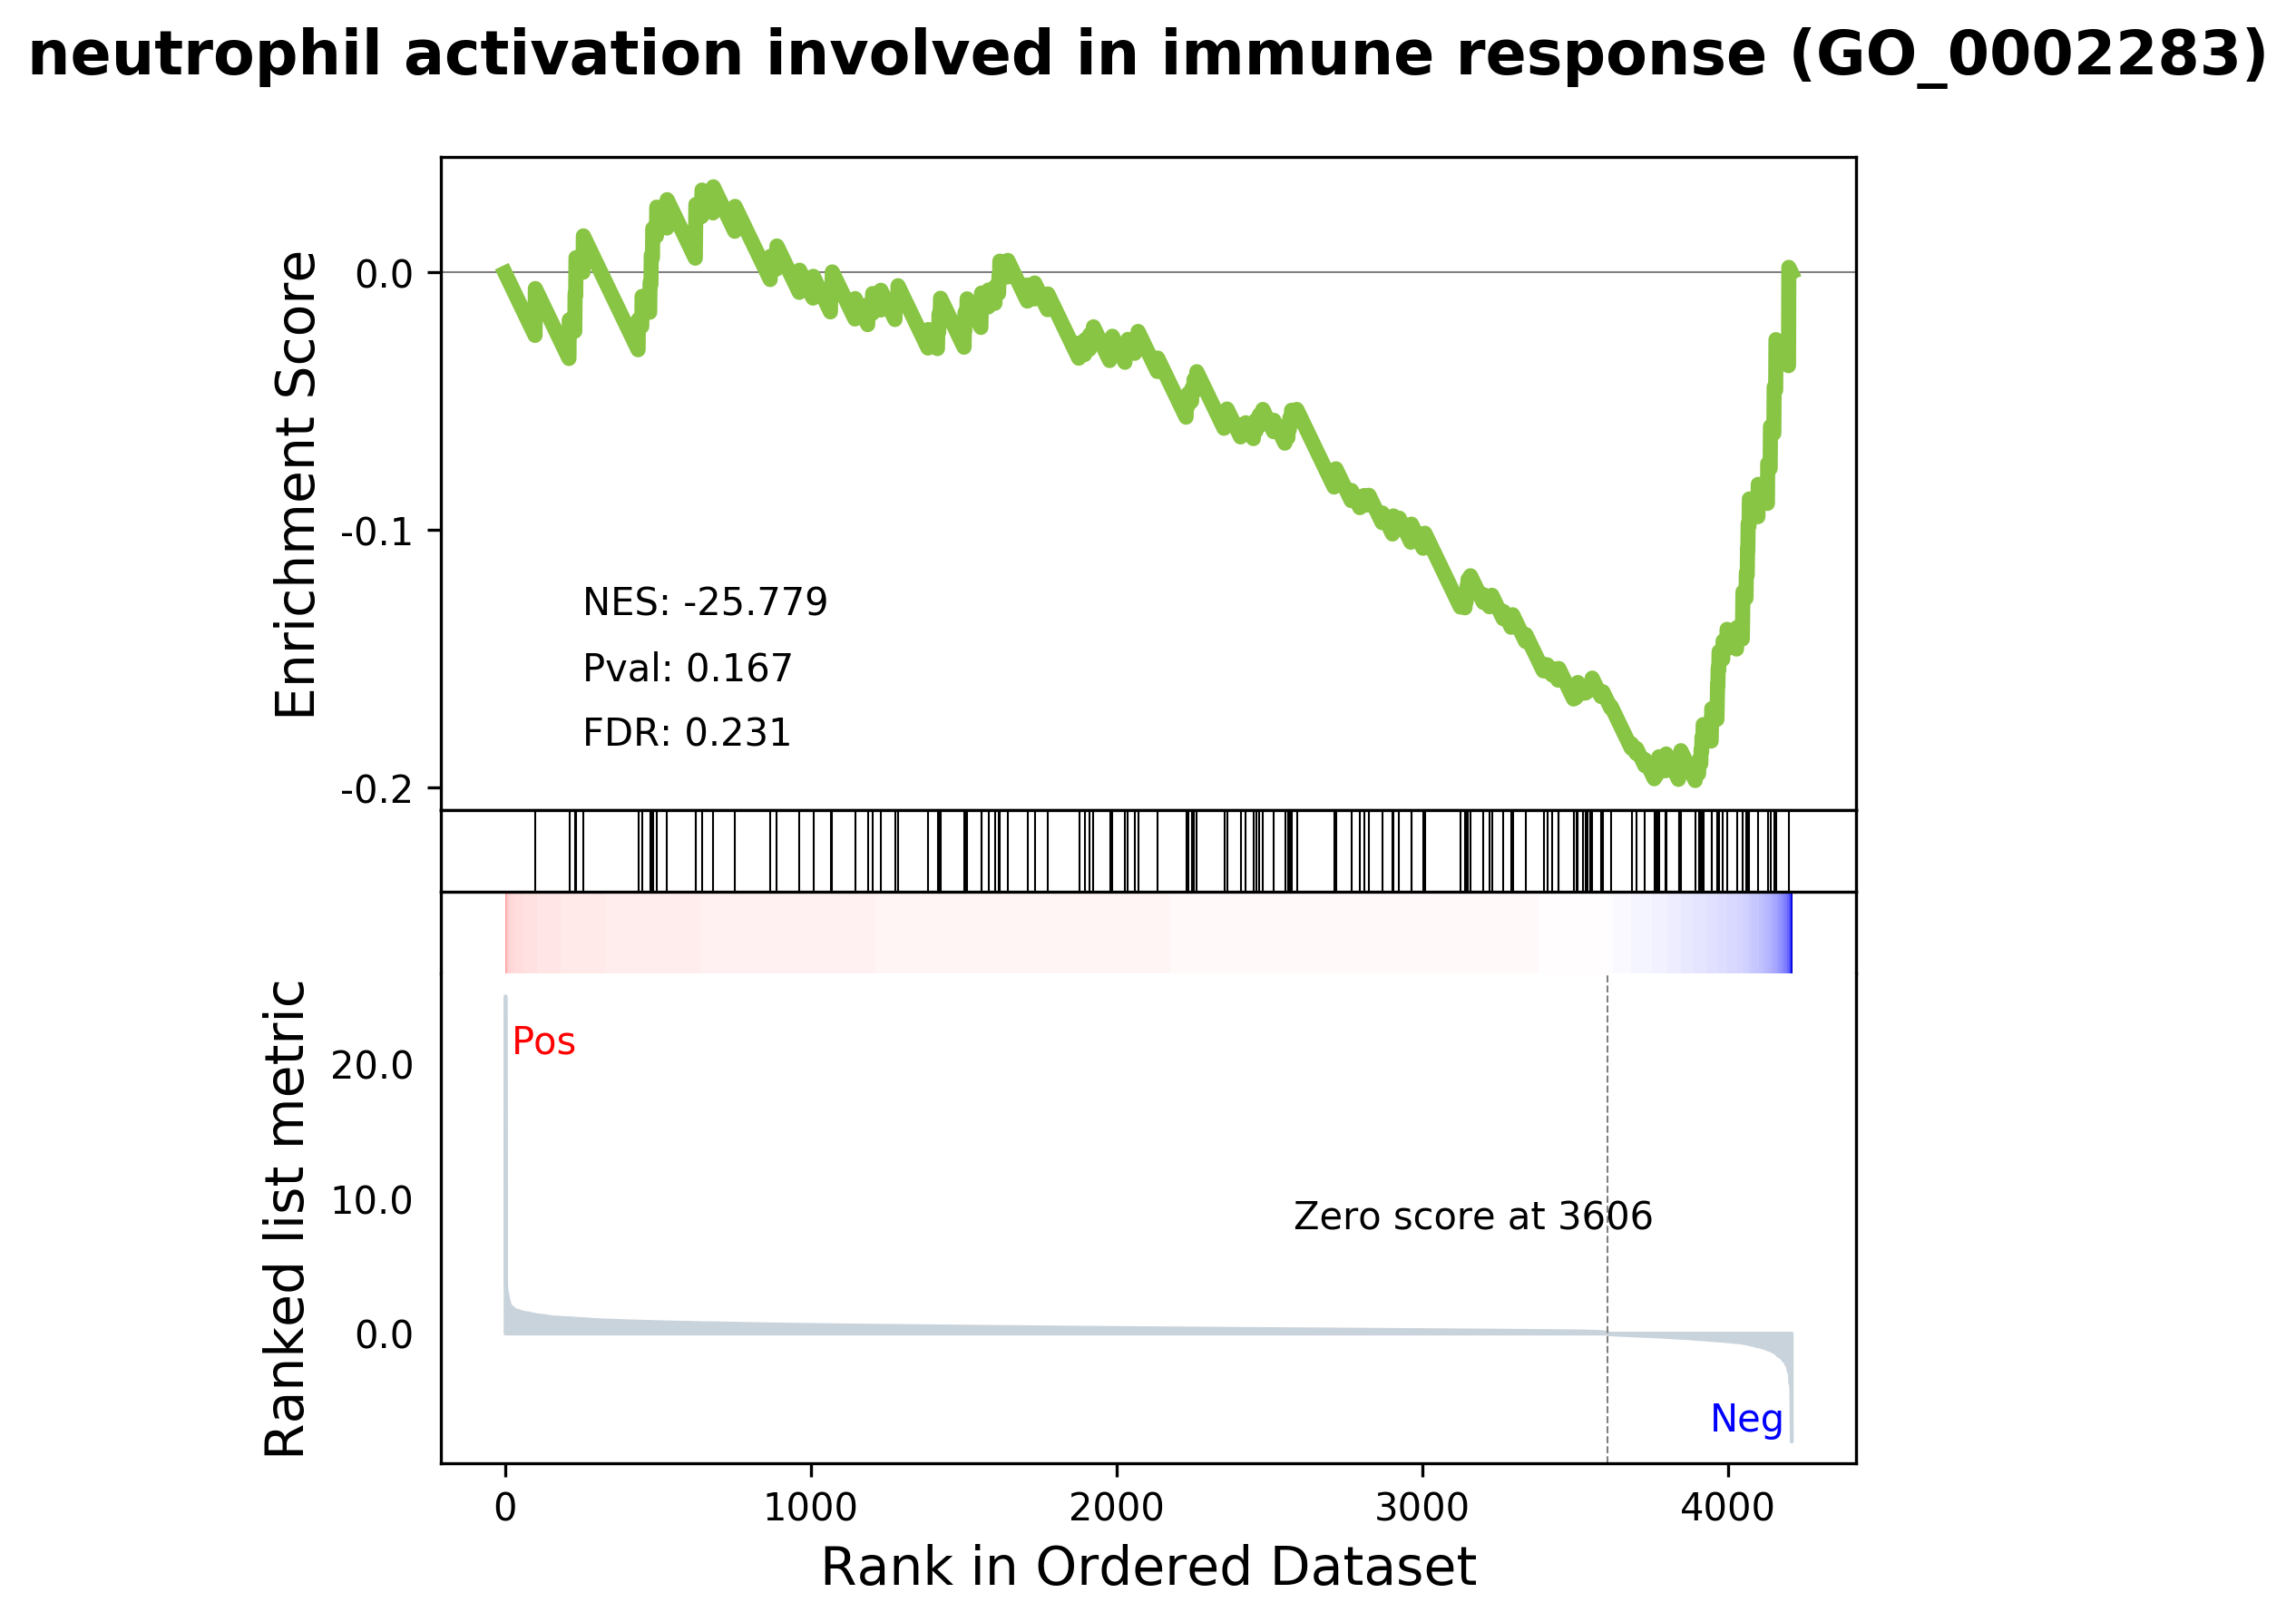 neutrophil activation involved in immune response (GO_0002283)
Enrichment Score
0.0
-0.1
-0.2
NES: -25.779
Pval: 0.167
FDR: 0.231
Ranked list metric
20.0
10.0
0.0
Pos
Zero score at 3606
Neg
0 1000 2000 3000 4000
Rank in Ordered Dataset